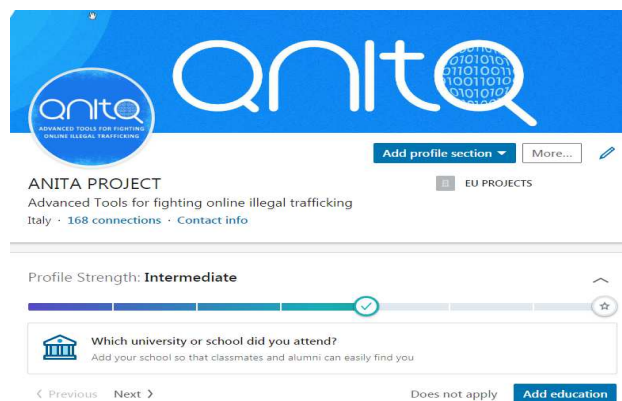 anita
anita
ADVANCED TOOLS FOR FIGHTING
ONLINE ILLEGAL TRAFFICKING
Add profile section
More...
ANITA PROJECT
EU PROJECTS
Advanced Tools for fighting online illegal trafficking
Italy · 168 connections · Contact info
Profile Strength: Intermediate
Which university or school did you attend?
Add your school so that classmates and alumni can easily find you
Previous Next
Does not apply
Add education